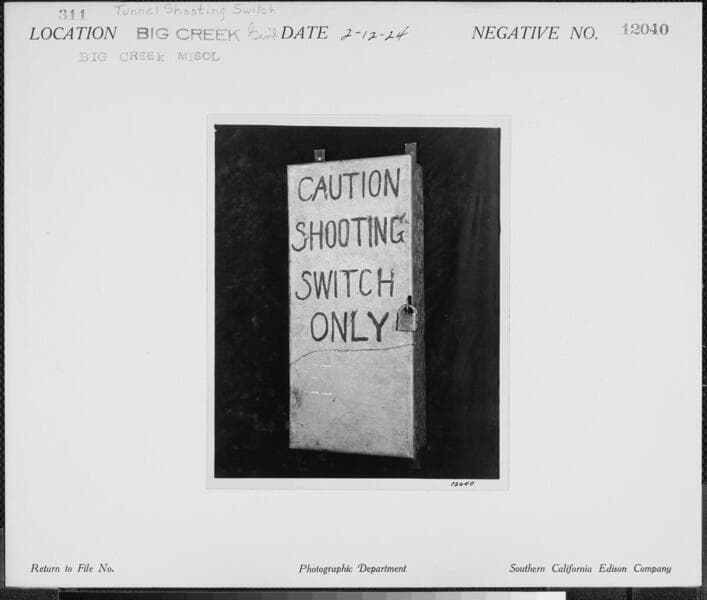 311 Tunnel Shooting Switch
LOCATION BIG CREEK DATE 2-12-24 NEGATIVE NO. 12040
BIG CREEK MISOL
CAUTION
SHOOTING
SWITCH
ONLY
12040
Return to File No. Photographic Department Southern California Edison Company